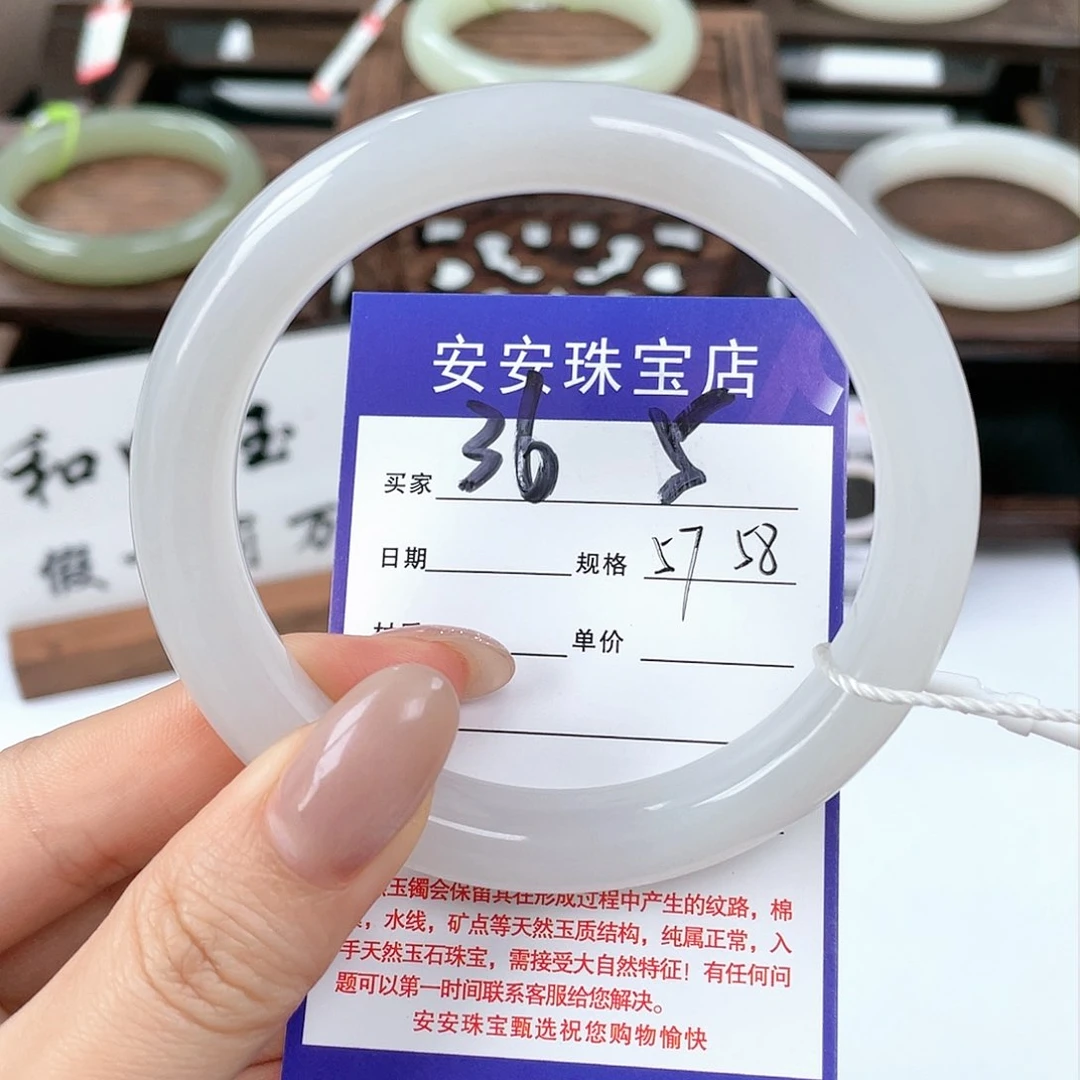 安安珠宝店
买家 36 5
日期 规格 57 58
单价
玉镯会保留其在形成过程中产生的纹路，棉
，水线，矿点等天然玉质结构，纯属正常，入
手天然玉石珠宝，需接受大自然特征！有任何问
题可以第一时间联系客服给您解决。
安安珠宝甄选祝您购物愉快
和 玉
假 万